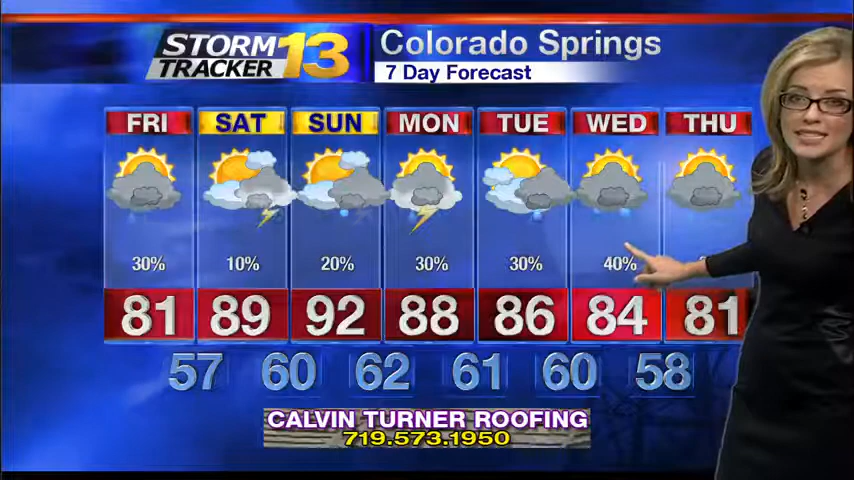 STORM
TRACKER 13
Colorado Springs
7 Day Forecast
FRI SAT SUN MON TUE WED THU
30% 10% 20% 30% 30% 40%
81 89 92 88 86 84 81
57 60 62 61 60 58
CALVIN TURNER ROOFING
719.573.1950